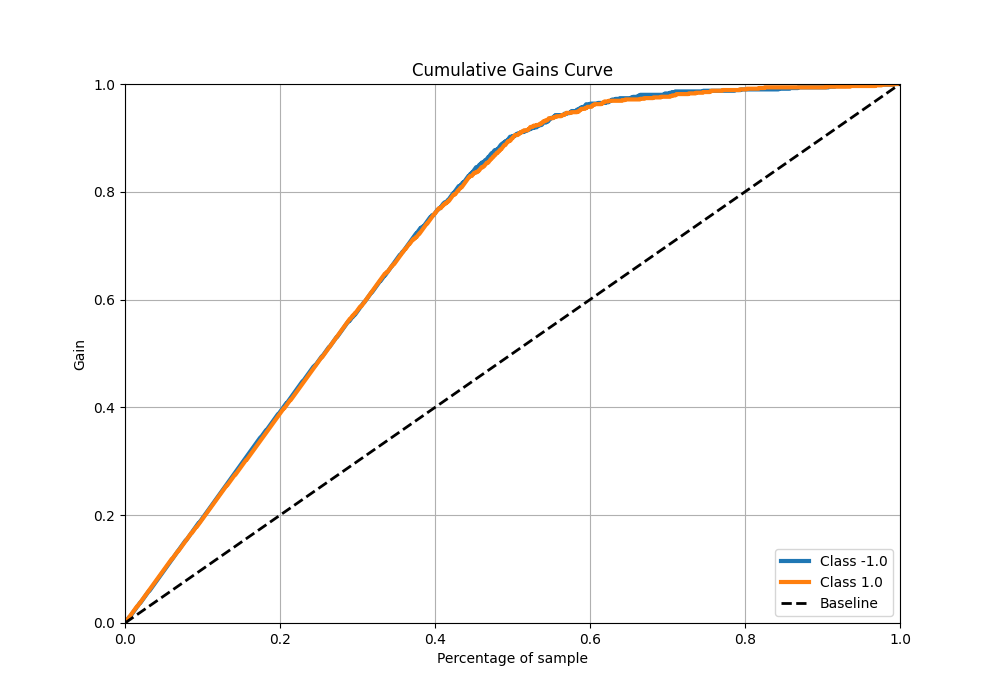 Cumulative Gains Curve
1.0
0.8
0.6
0.4
0.2
0.0
Gain
0.0 0.2 0.4 0.6 0.8 1.0
Percentage of sample
Class -1.0
Class 1.0
Baseline